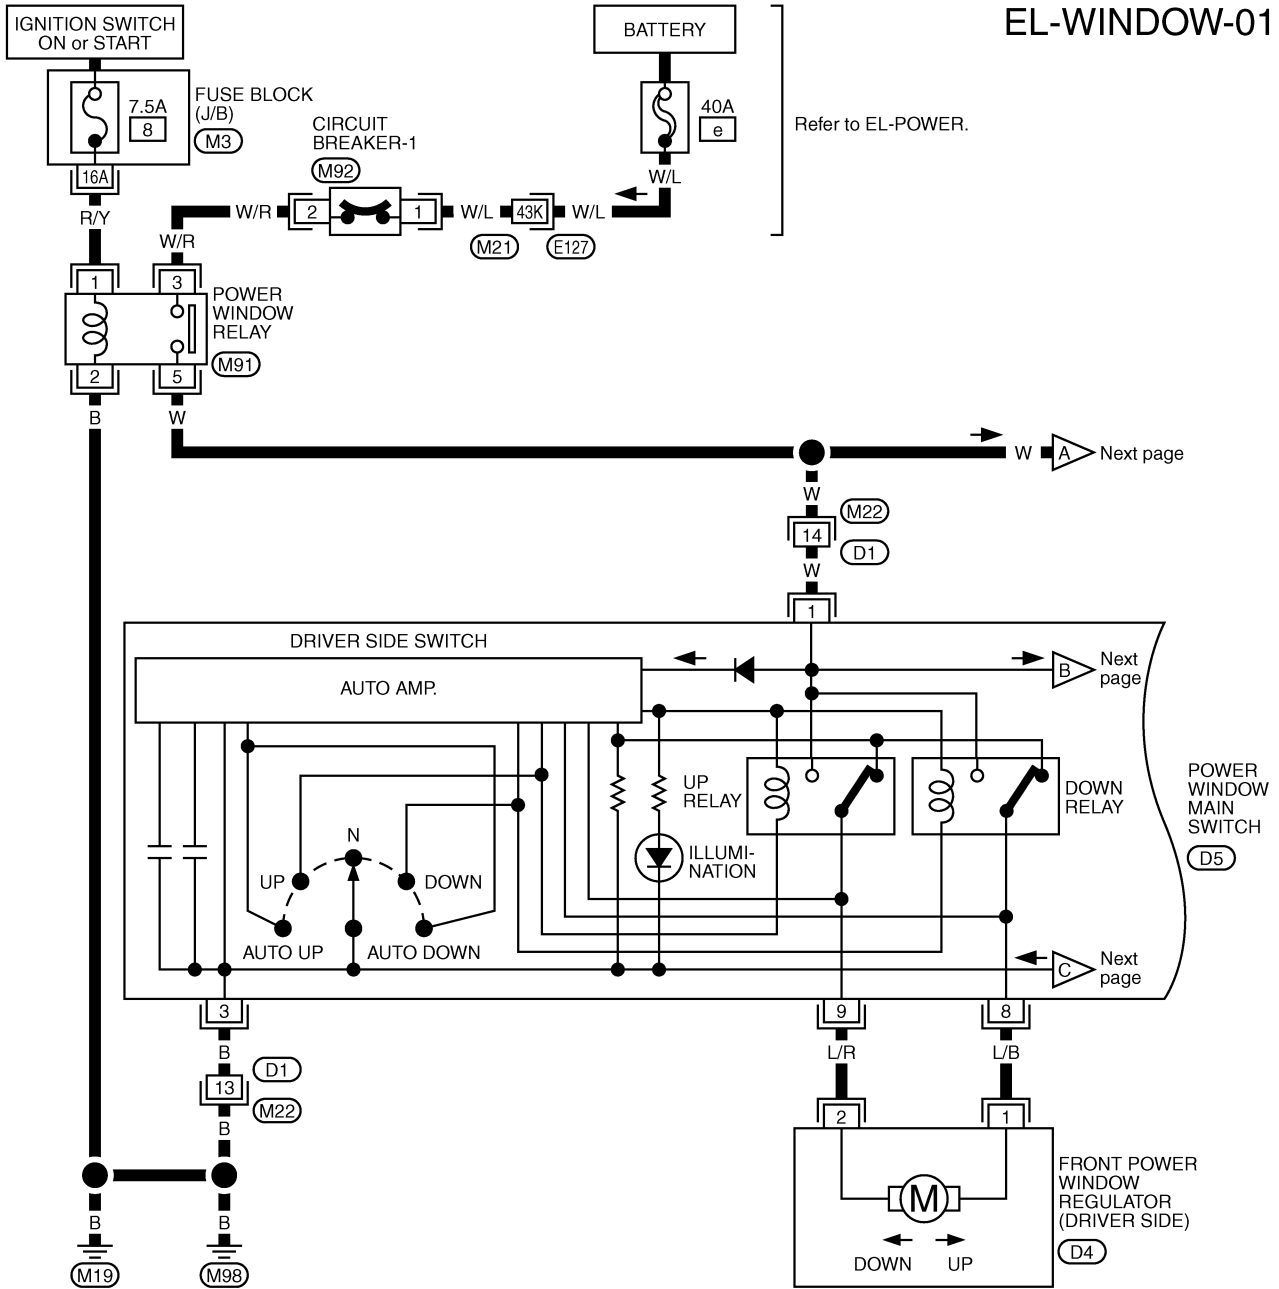 EL-WINDOW-01
IGNITION SWITCH
ON or START
BATTERY
7.5A
8
FUSE BLOCK
(J/B)
M3
40A
e
Refer to EL-POWER.
CIRCUIT
BREAKER-1
M92
16A
W/L
R/Y
W/R
2
1
W/L
43K
W/L
W/R
M21
E127
1
3
POWER
WINDOW
RELAY
M91
2
5
B
W
W
A
Next page
W
M22
14
D1
W
1
DRIVER SIDE SWITCH
AUTO AMP.
B
Next
page
UP
RELAY
DOWN
RELAY
POWER
WINDOW
MAIN
SWITCH
D5
N
ILLUMI-
NATION
UP
DOWN
AUTO UP
AUTO DOWN
C
Next
page
3
9
8
B
L/R
L/B
D1
13
M22
2
1
B
FRONT POWER
WINDOW
REGULATOR
(DRIVER SIDE)
D4
M
DOWN
UP
B
B
M19
M98